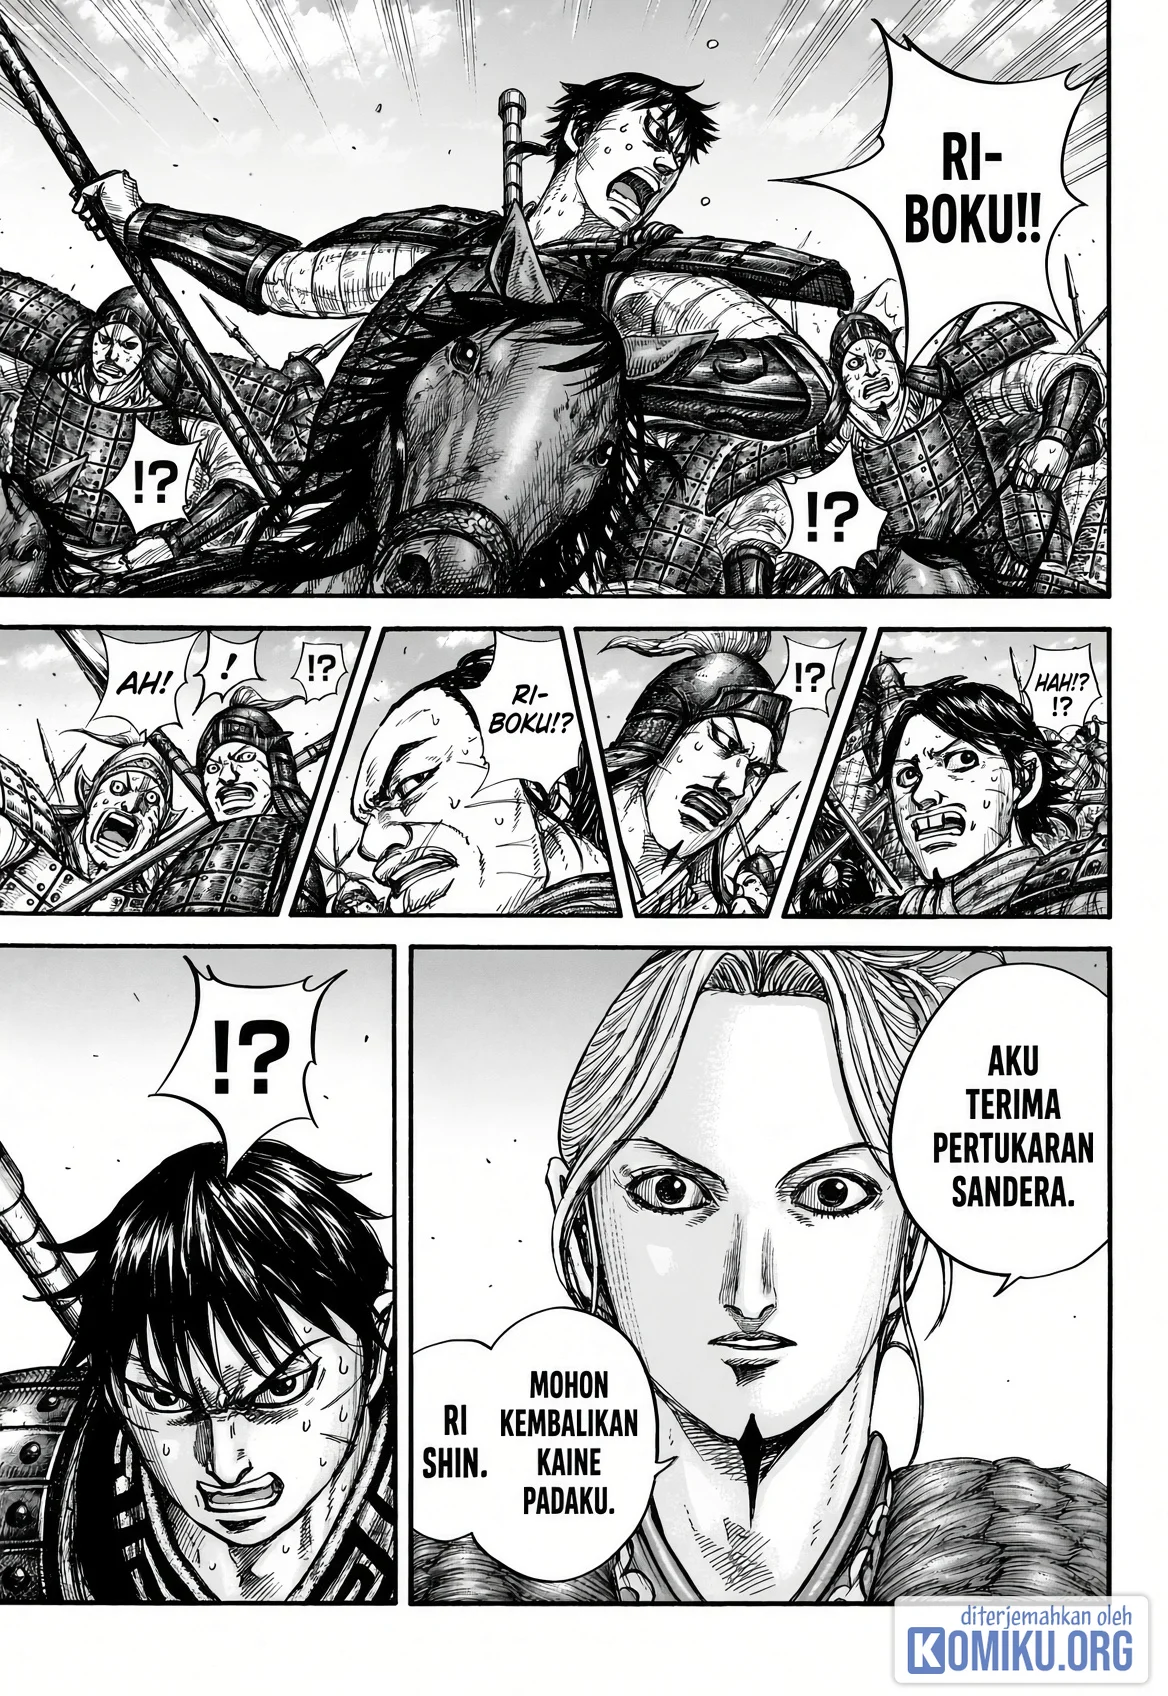 RI-
BOKU!!
!?
!?
HAH!?
!?
!?
RI-
BOKU!?
!?
!
AH!
AKU
TERIMA
PERTUKARAN
SANDERA.
MOHON
KEMBALIKAN
KAINE
PADAKU.
RI
SHIN.
!?
diterjemahkan oleh
KOMIKU.ORG